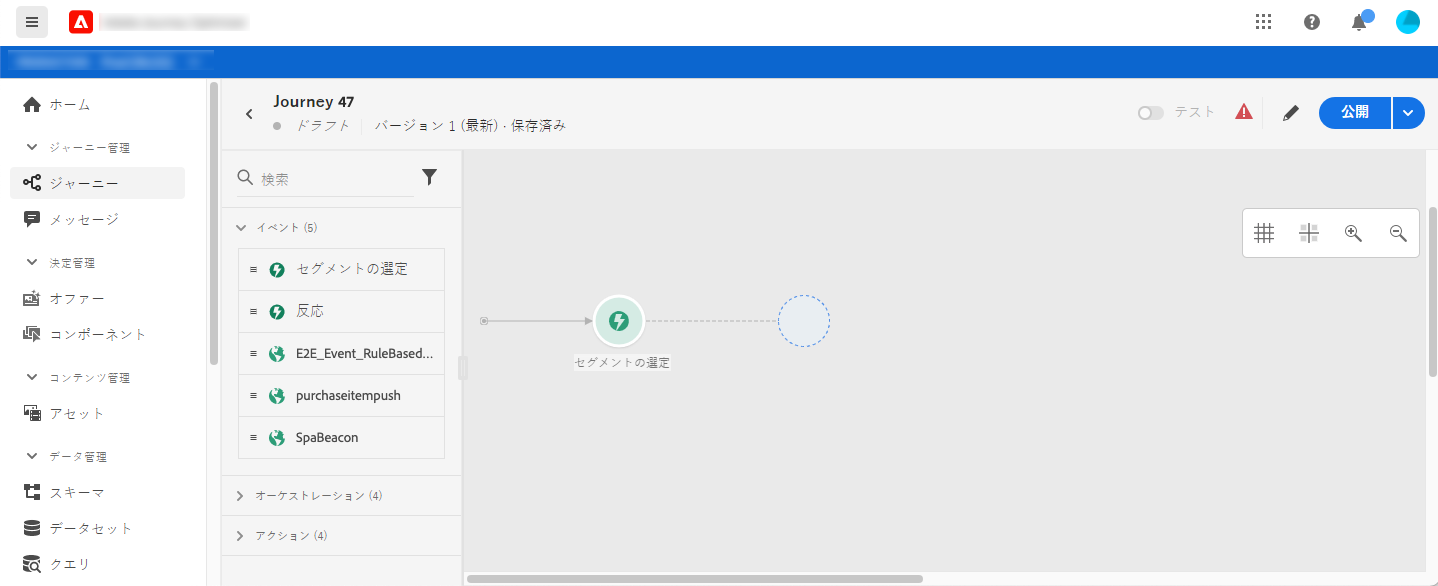 ホーム
ジャーニー管理
ジャーニー
メッセージ
決定管理
オファー
コンポーネント
コンテンツ管理
アセット
データ管理
スキーマ
データセット
クエリ
Journey 47
ドラフト バージョン 1 (最新) · 保存済み
テスト
公開
検索
イベント (5)
セグメントの選定
反応
E2E_Event_RuleBased...
purchaseitempush
SpaBeacon
オーケストレーション (4)
アクション (4)
セグメントの選定